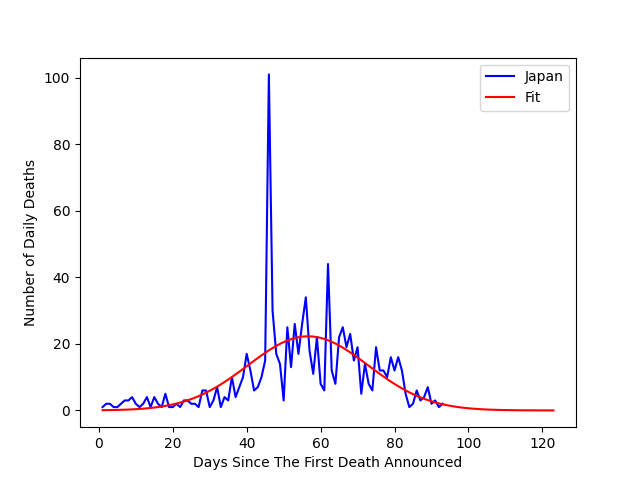 Japan
Fit
100
80
60
40
20
0
Number of Daily Deaths
0 20 40 60 80 100 120
Days Since The First Death Announced